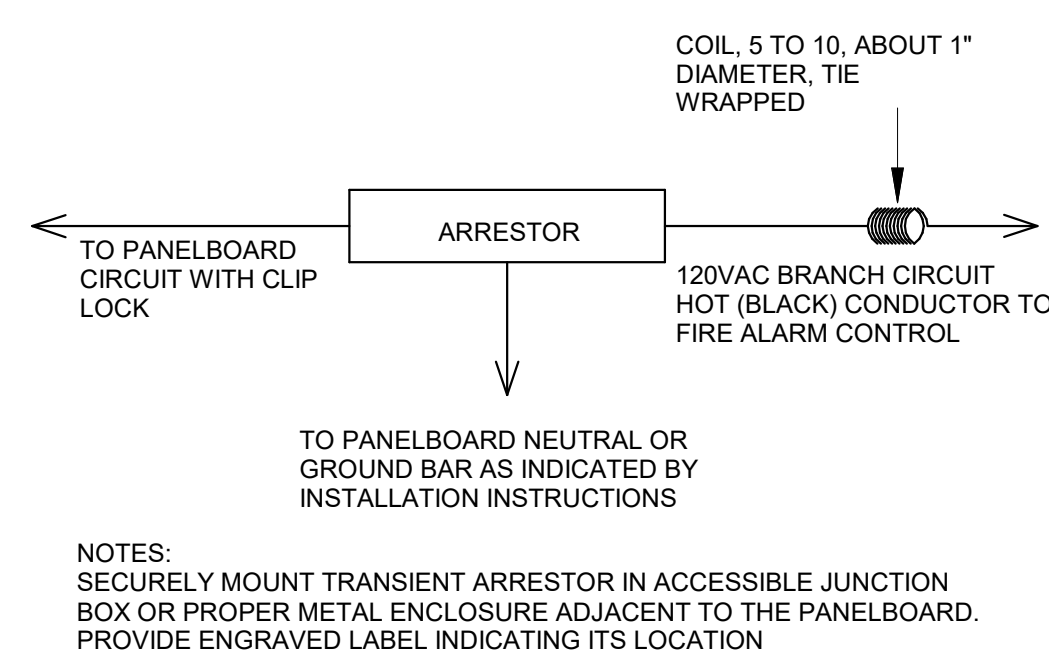 COIL, 5 TO 10, ABOUT 1"
DIAMETER, TIE
WRAPPED
ARRESTOR
TO PANELBOARD
CIRCUIT WITH CLIP
LOCK
120VAC BRANCH CIRCUIT
HOT (BLACK) CONDUCTOR TO
FIRE ALARM CONTROL
TO PANELBOARD NEUTRAL OR
GROUND BAR AS INDICATED BY
INSTALLATION INSTRUCTIONS
NOTES:
SECURELY MOUNT TRANSIENT ARRESTOR IN ACCESSIBLE JUNCTION
BOX OR PROPER METAL ENCLOSURE ADJACENT TO THE PANELBOARD.
PROVIDE ENGRAVED LABEL INDICATING ITS LOCATION